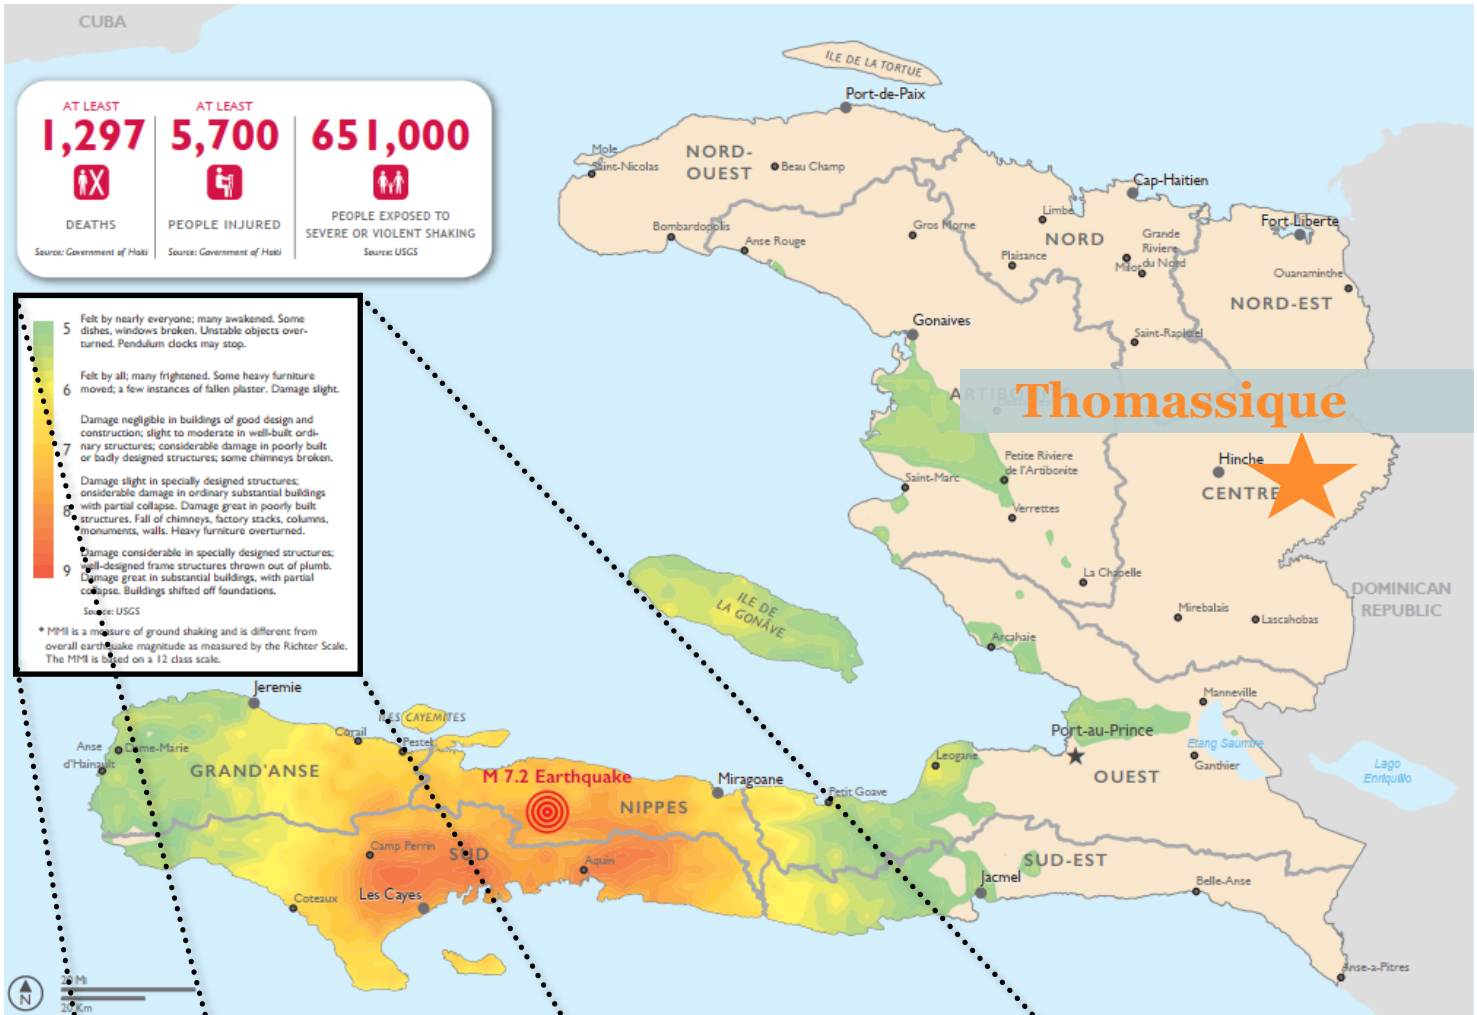 CUBA
AT LEAST
1,297
DEATHS
Source: Government of Haiti
AT LEAST
5,700
PEOPLE INJURED
Source: Government of Haiti
651,000
PEOPLE EXPOSED TO
SEVERE OR VIOLENT SHAKING
Source: USGS
5
Felt by nearly everyone; many awakened. Some
dishes, windows broken. Unstable objects over-
turned. Pendulum clocks may stop.
6
Felt by all; many frightened. Some heavy furniture
moved; a few instances of fallen plaster. Damage slight.
7
Damage negligible in buildings of good design and
construction; slight to moderate in well-built ordi-
nary structures; considerable damage in poorly built
or badly designed structures; some chimneys broken.
8
Damage slight in specially designed structures;
onsiderable damage in ordinary substantial buildings
with partial collapse. Damage great in poorly built
structures. Fall of chimneys, factory stacks, columns,
monuments, walls. Heavy furniture overturned.
9
Damage considerable in specially designed structures;
well-designed frame structures thrown out of plumb.
Damage great in substantial buildings, with partial
collapse. Buildings shifted off foundations.
Source: USGS
* MMI is a measure of ground shaking and is different from
overall earthquake magnitude as measured by the Richter Scale.
The MMI is based on a 12 class scale.
ILE DE LA TORTUE
Port-de-Paix
Mole
Saint-Nicolas
NORD-
OUEST
Beau Champ
Bombardopolis
Anse Rouge
Gros Morne
Cap-Haitien
Limbe
NORD
Plaisance
Grande
Riviere
du Nord
Milot
Fort Liberte
Ouanaminthe
NORD-EST
Gonaives
Saint-Raphael
ARTIBONITE
Thomassique
Hinche
CENTRE
Petite Riviere
de l'Artibonite
Saint-Marc
Verrettes
La Chapelle
ILE DE
LA GONÂVE
DOMINICAN
REPUBLIC
Mirebalais
Lascahobas
Arcahaie
Manneville
Port-au-Prince
Etang Saumtre
Ganthier
OUEST
Lago
Enriquillo
Jeremie
ILES CAYEMITES
Corail
Pestel
Anse
d'Hainault
Dame-Marie
GRAND'ANSE
M 7.2 Earthquake
NIPPES
Miragoane
Petit Goave
Leogane
Camp Perrin
SUD
Aquin
Les Cayes
Coteaux
SUD-EST
Jacmel
Belle-Anse
Anse-a-Pitres
N
20 Mi
20 Km